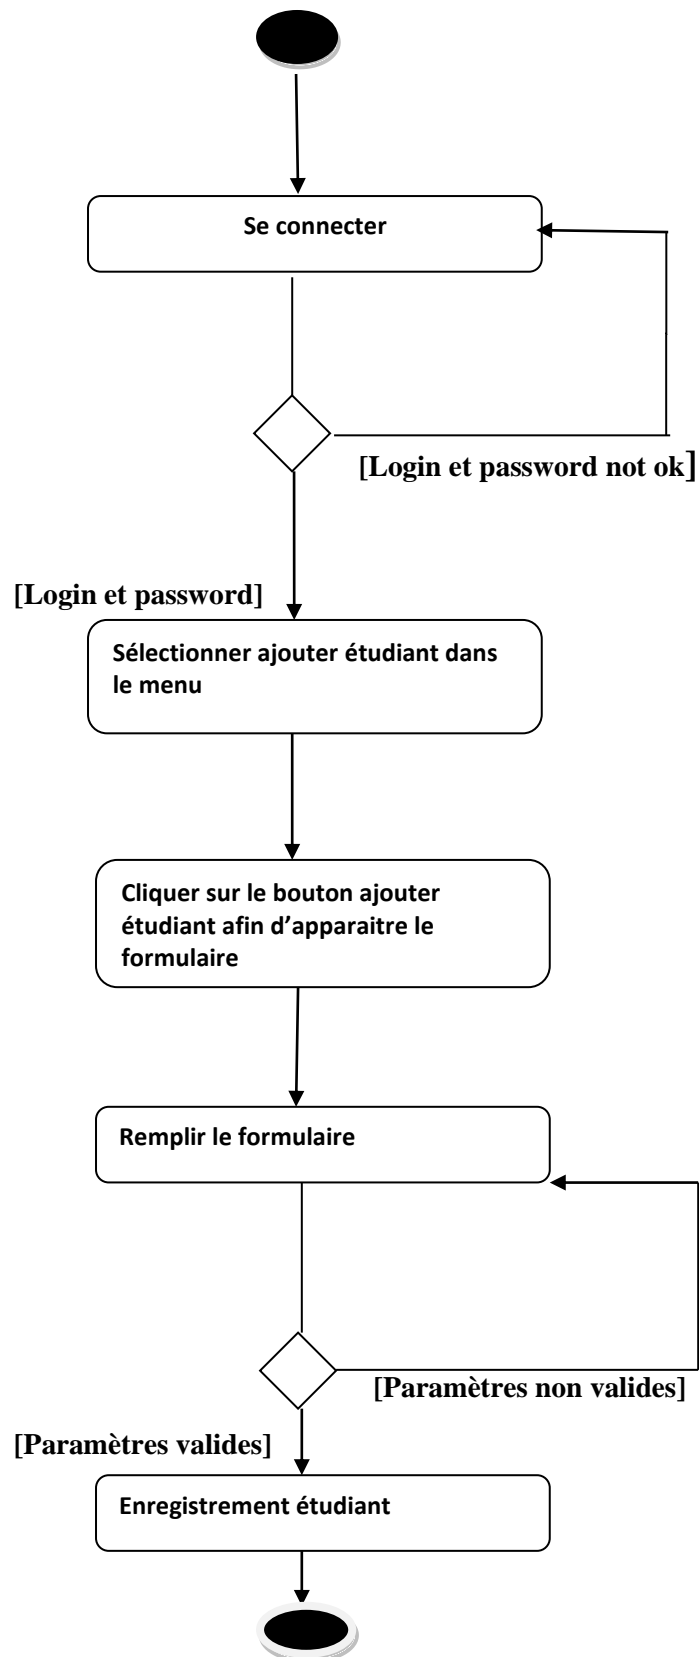 Se connecter
[Login et password not ok]
[Login et password]
Sélectionner ajouter étudiant dans
le menu
Cliquer sur le bouton ajouter
étudiant afin d’apparaitre le
formulaire
Remplir le formulaire
[Paramètres non valides]
[Paramètres valides]
Enregistrement étudiant